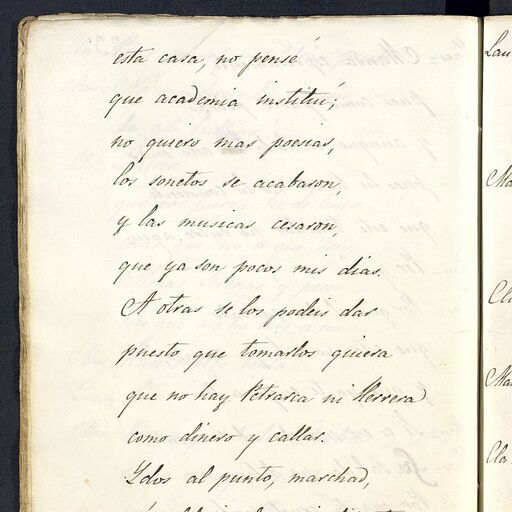 esta casa, no pensé
que academia instituí;
no quiero mas poesias,
los sonetos se acabaron,
y las musicas cesaron,
que ya son pocos mis dias.
A otras se los podeis dar
puesto que tomarlos quiera
que no hay Petrarca ni Herrera
como dinero y callar.
Ydos al punto, marchad,
Lau
Ma
Cla
Ma
Cla